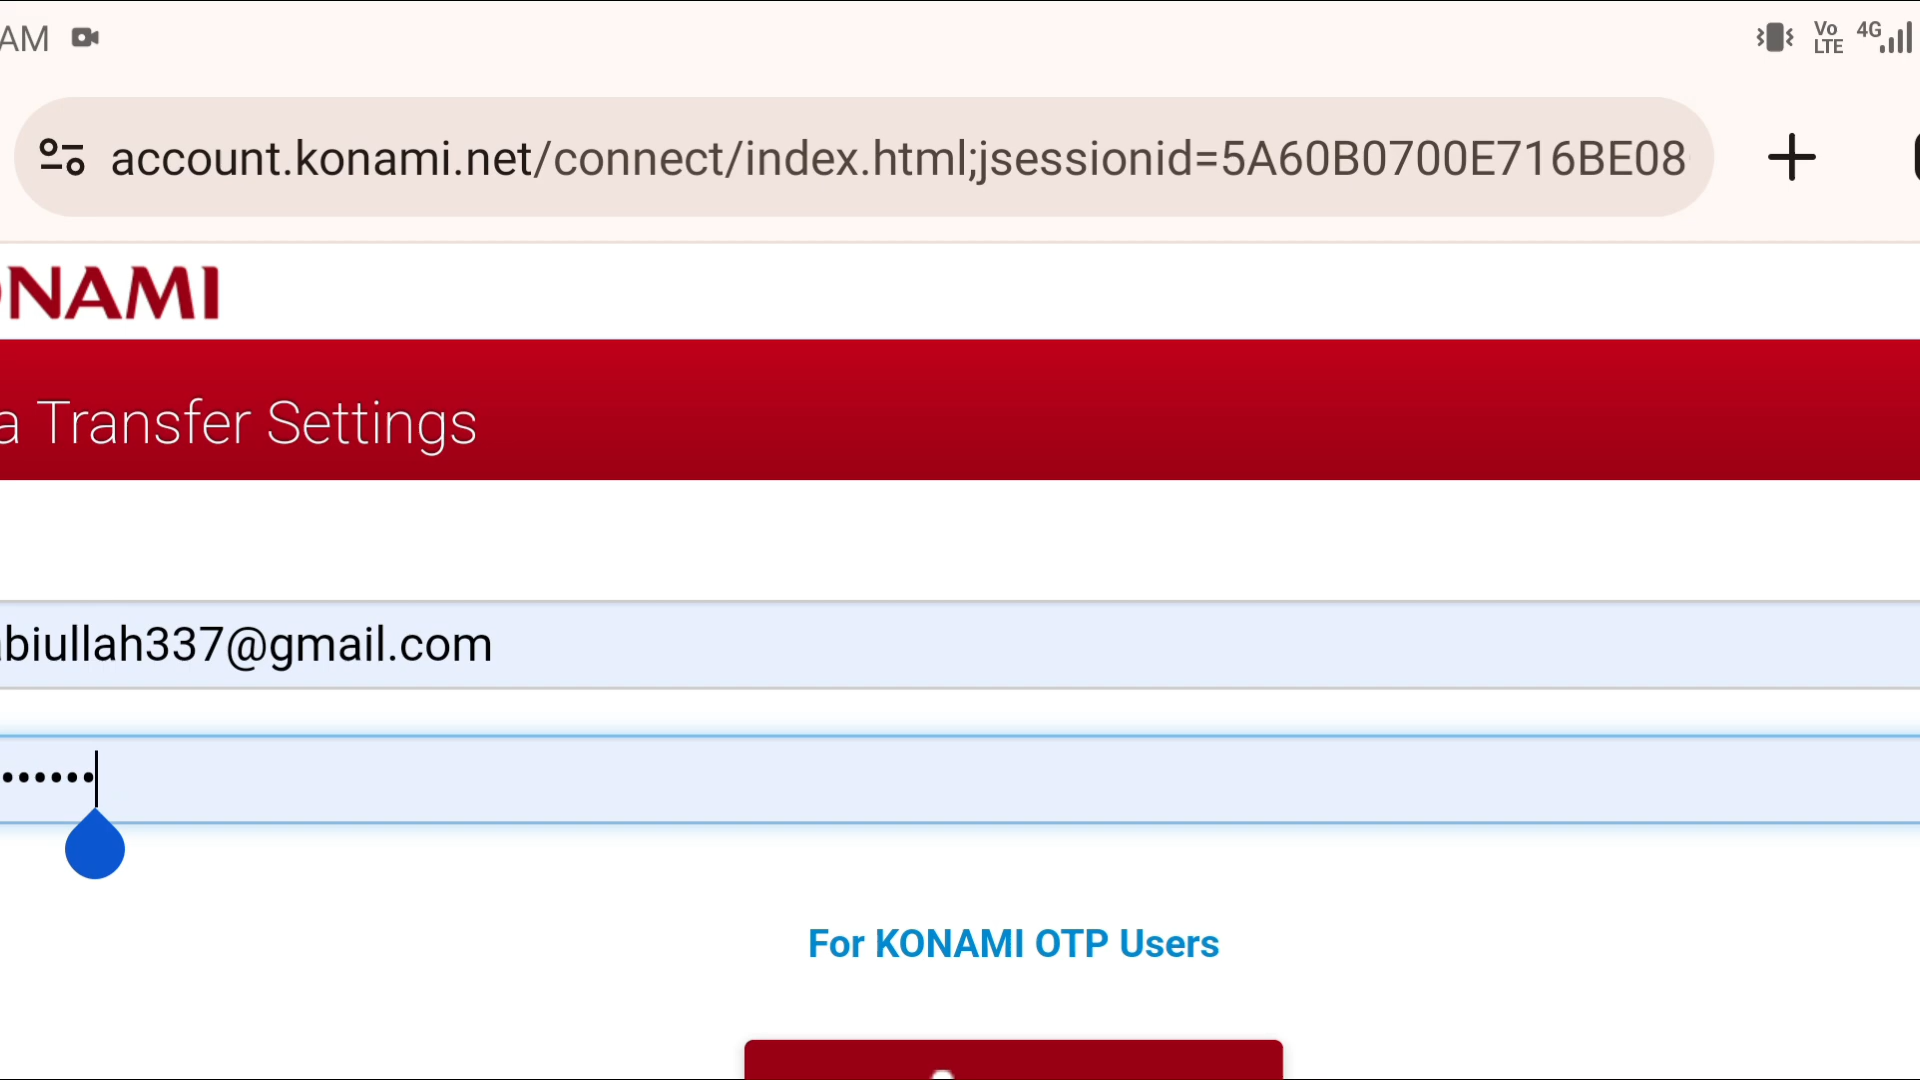 AM
Vo LTE 4G
account.konami.net/connect/index.html;jsessionid=5A60B0700E716BE08
ONAMI
a Transfer Settings
biullah337@gmail.com
For KONAMI OTP Users